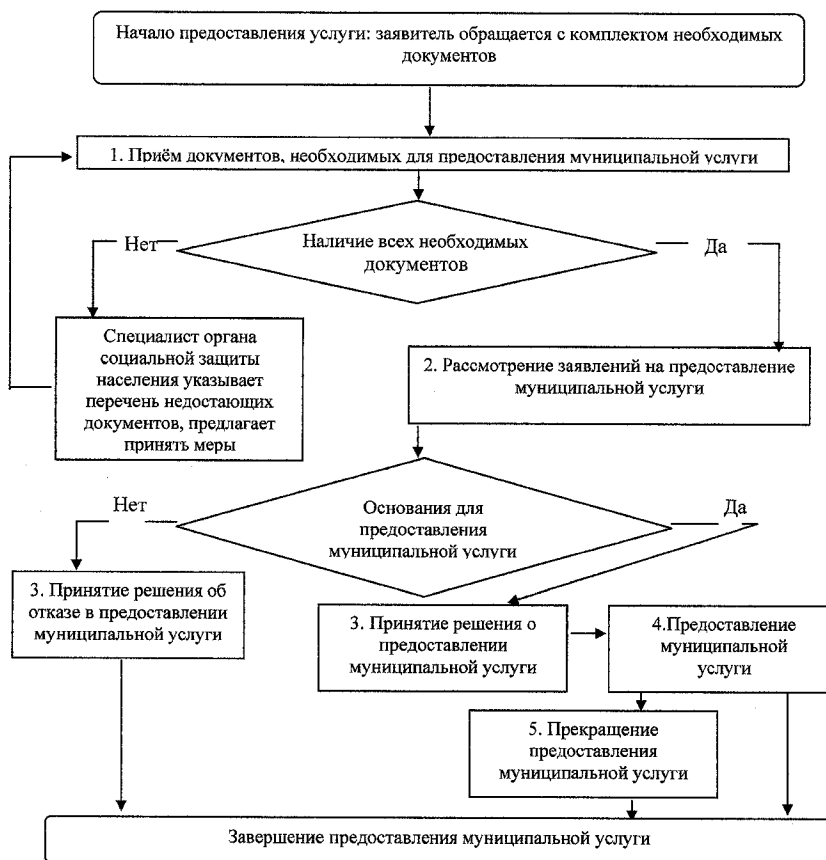 Начало предоставления услуги: заявитель обращается с комплектом необходимых
документов
1. Приём документов, необходимых для предоставления муниципальной услуги
Наличие всех необходимых
документов
Нет
Да
Специалист органа
социальной защиты
населения указывает
перечень недостающих
документов, предлагает
принять меры
2. Рассмотрение заявлений на предоставление
муниципальной услуги
Основания для
предоставления
муниципальной услуги
Нет
Да
3. Принятие решения об
отказе в предоставлении
муниципальной услуги
3. Принятие решения о
предоставлении
муниципальной услуги
4.Предоставление
муниципальной
услуги
5. Прекращение
предоставления
муниципальной услуги
Завершение предоставления муниципальной услуги